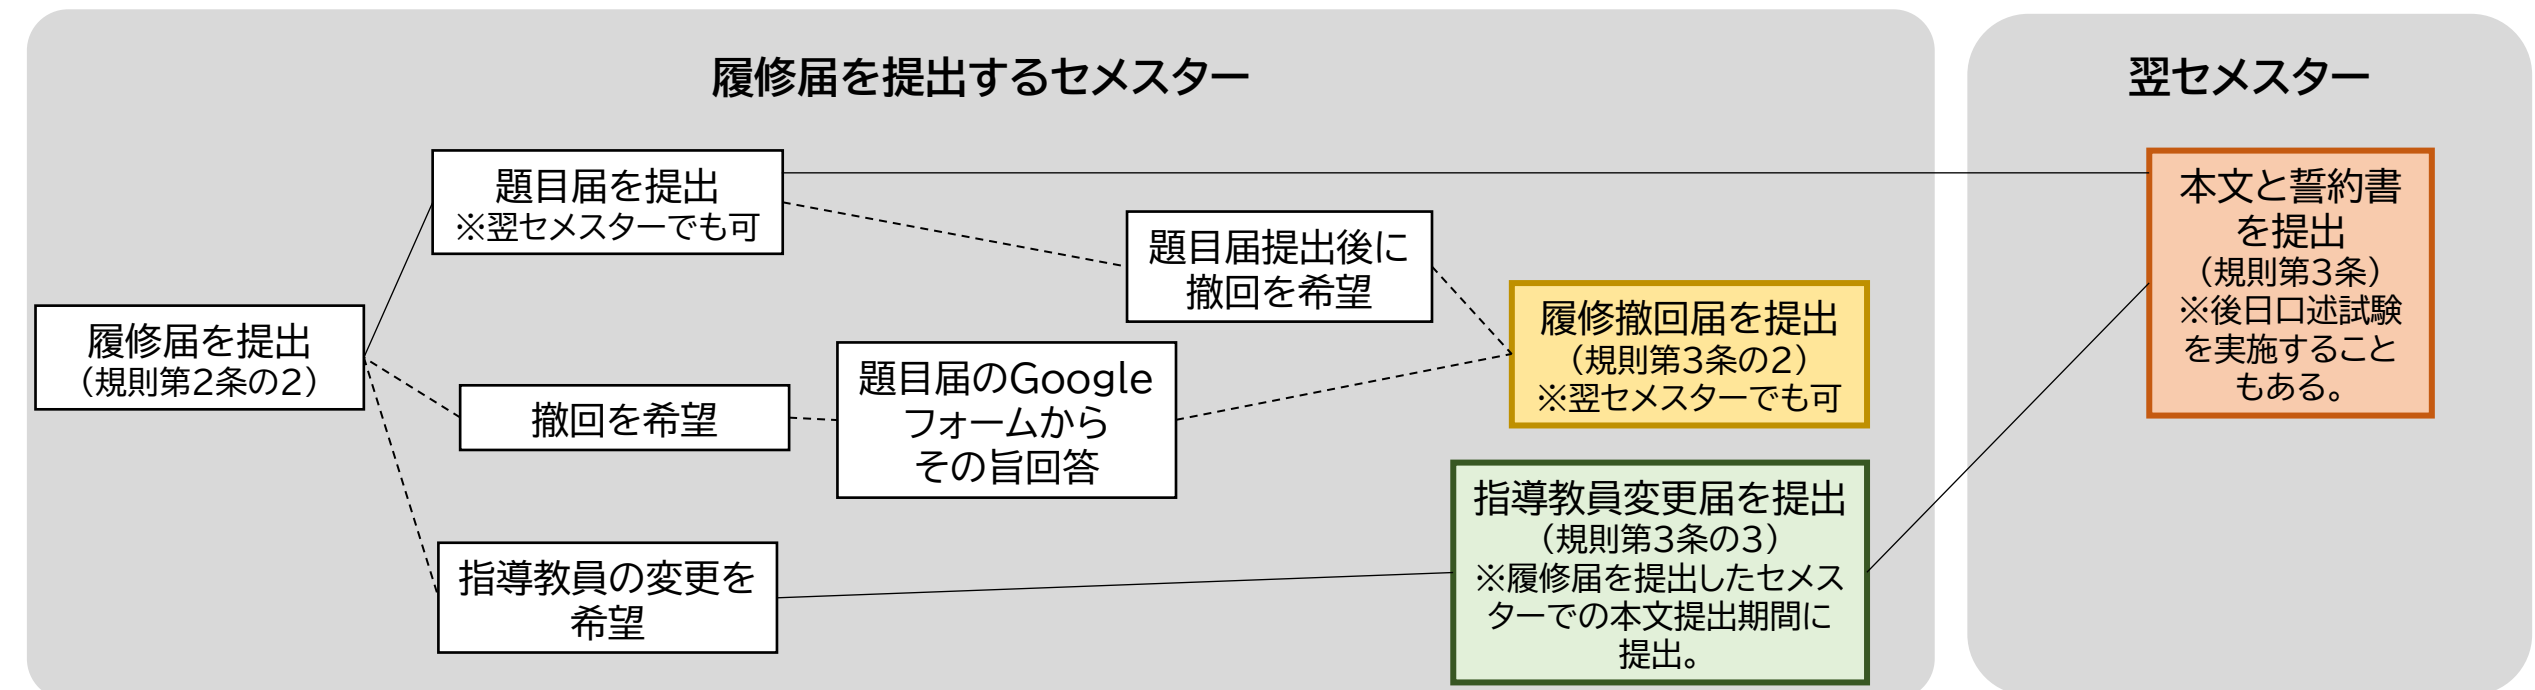 履修届を提出するセメスター
翌セメスター
題目届を提出
※翌セメスターでも可
題目届提出後に
撤回を希望
履修届を提出
（規則第2条の2）
撤回を希望
題目届のGoogle
フォームから
その旨回答
履修撤回届を提出
（規則第3条の2）
※翌セメスターでも可
指導教員の変更を
希望
指導教員変更届を提出
（規則第3条の3）
※履修届を提出したセメス
ターでの本文提出期間に
提出。
本文と誓約書
を提出
（規則第3条）
※後日口述試験
を実施すること
もある。